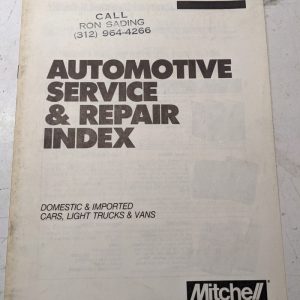 CALL
RON SADING
(312) 964-4266
AUTOMOTIVE
SERVICE
& REPAIR
INDEX
DOMESTIC & IMPORTED
CARS, LIGHT TRUCKS & VANS
Mitchell